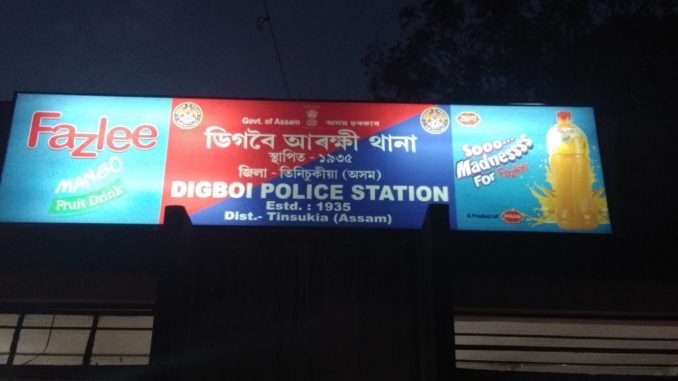 Fazlee
MANGO
Fruit Drink
Govt. of Assam অসম চৰকাৰ
ডিগবৈ আৰক্ষী থানা
স্থাপিত - ১৯৩৫
জিলা - তিনিচুকীয়া (অসম)
DIGBOI POLICE STATION
Estd. : 1935
Dist.- Tinsukia (Assam)
Sooo...
Madnesssss
For Fazlee
A Product of: PRAN